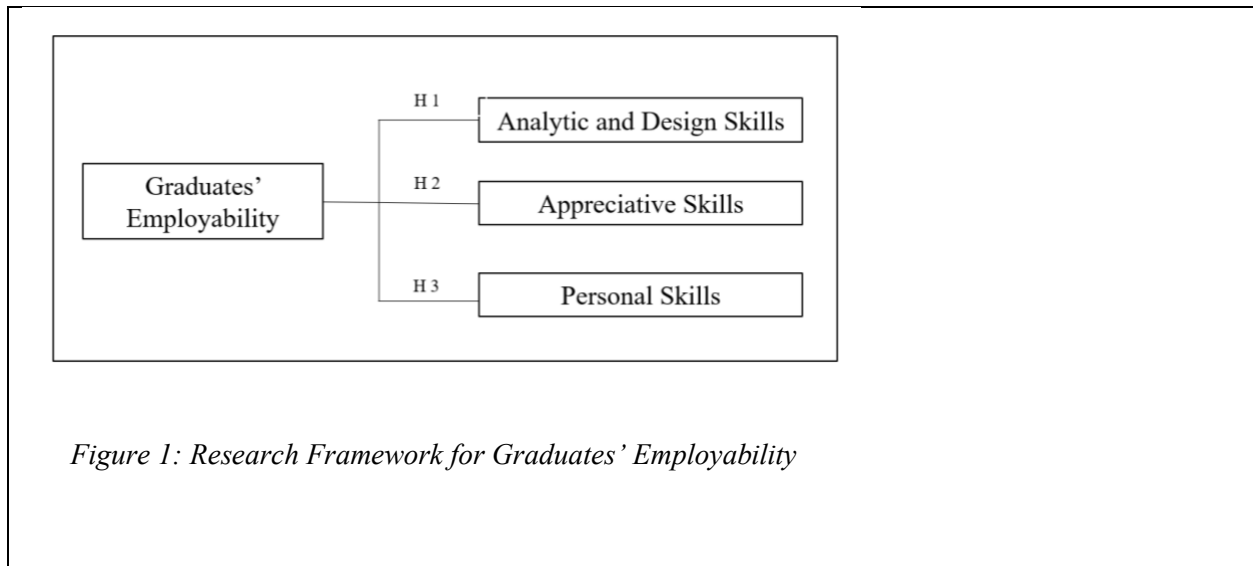 H 1
Analytic and Design Skills
Graduates'
Employability
H 2
Appreciative Skills
H 3
Personal Skills
Figure 1: Research Framework for Graduates' Employability